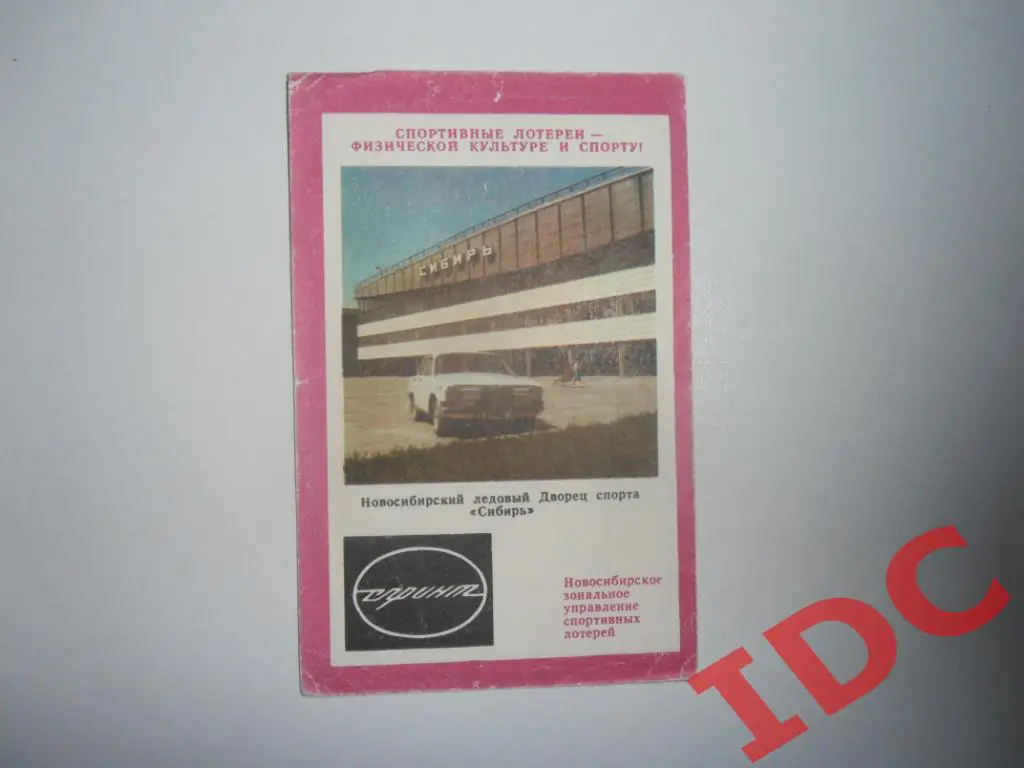 СПОРТИВНЫЕ ЛОТЕРЕИ —
ФИЗИЧЕСКОЙ КУЛЬТУРЕ И СПОРТУ!
СИБИРЬ
Новосибирский ледовый Дворец спорта
«Сибирь»
спринт
Новосибирское
зональное
управление
спортивных
лотерей
IDC